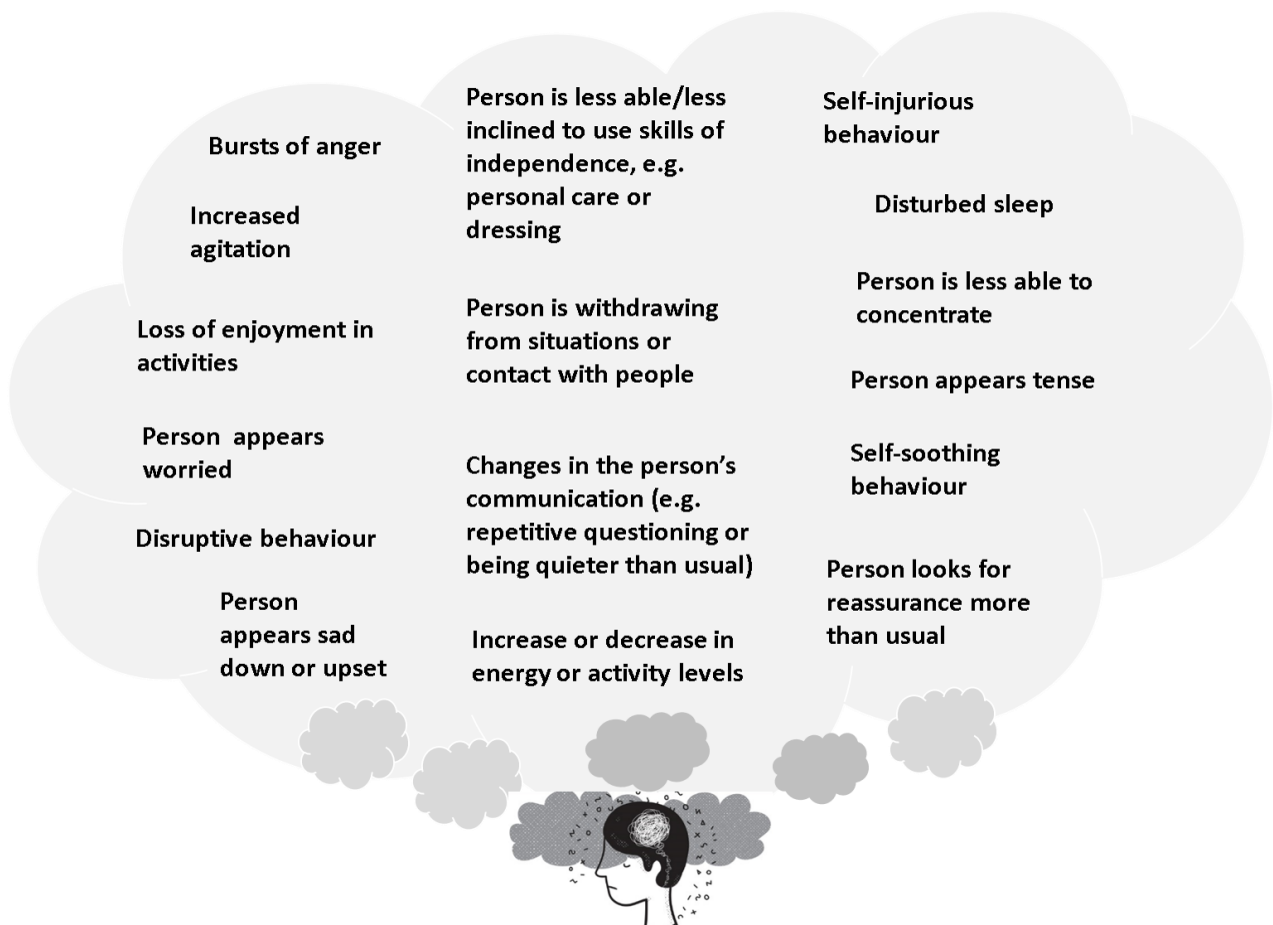 Bursts of anger
Increased
agitation
Loss of enjoyment in
activities
Person  appears
worried
Disruptive behaviour
Person
appears sad
down or upset
Person is less able/less
inclined to use skills of
independence, e.g.
personal care or
dressing
Person is withdrawing
from situations or
contact with people
Changes in the person’s
communication (e.g.
repetitive questioning or
being quieter than usual)
Increase or decrease in
energy or activity levels
Self-injurious
behaviour
Disturbed sleep
Person is less able to
concentrate
Person appears tense
Self-soothing
behaviour
Person looks for
reassurance more
than usual